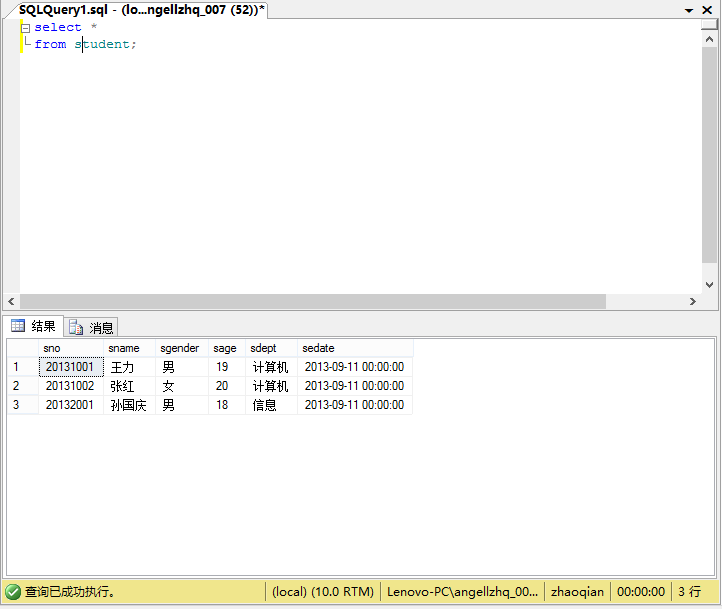 SQLQuery1.sql - (lo...ngellzhq_007 (52))*
select *
from student;
结果 消息
sno sname sgender sage sdept sedate
1 20131001 王力 男 19 计算机 2013-09-11 00:00:00
2 20131002 张红 女 20 计算机 2013-09-11 00:00:00
3 20132001 孙国庆 男 18 信息 2013-09-11 00:00:00
查询已成功执行。 (local) (10.0 RTM) Lenovo-PC\angellzhq_00... zhaoqian 00:00:00 3 行